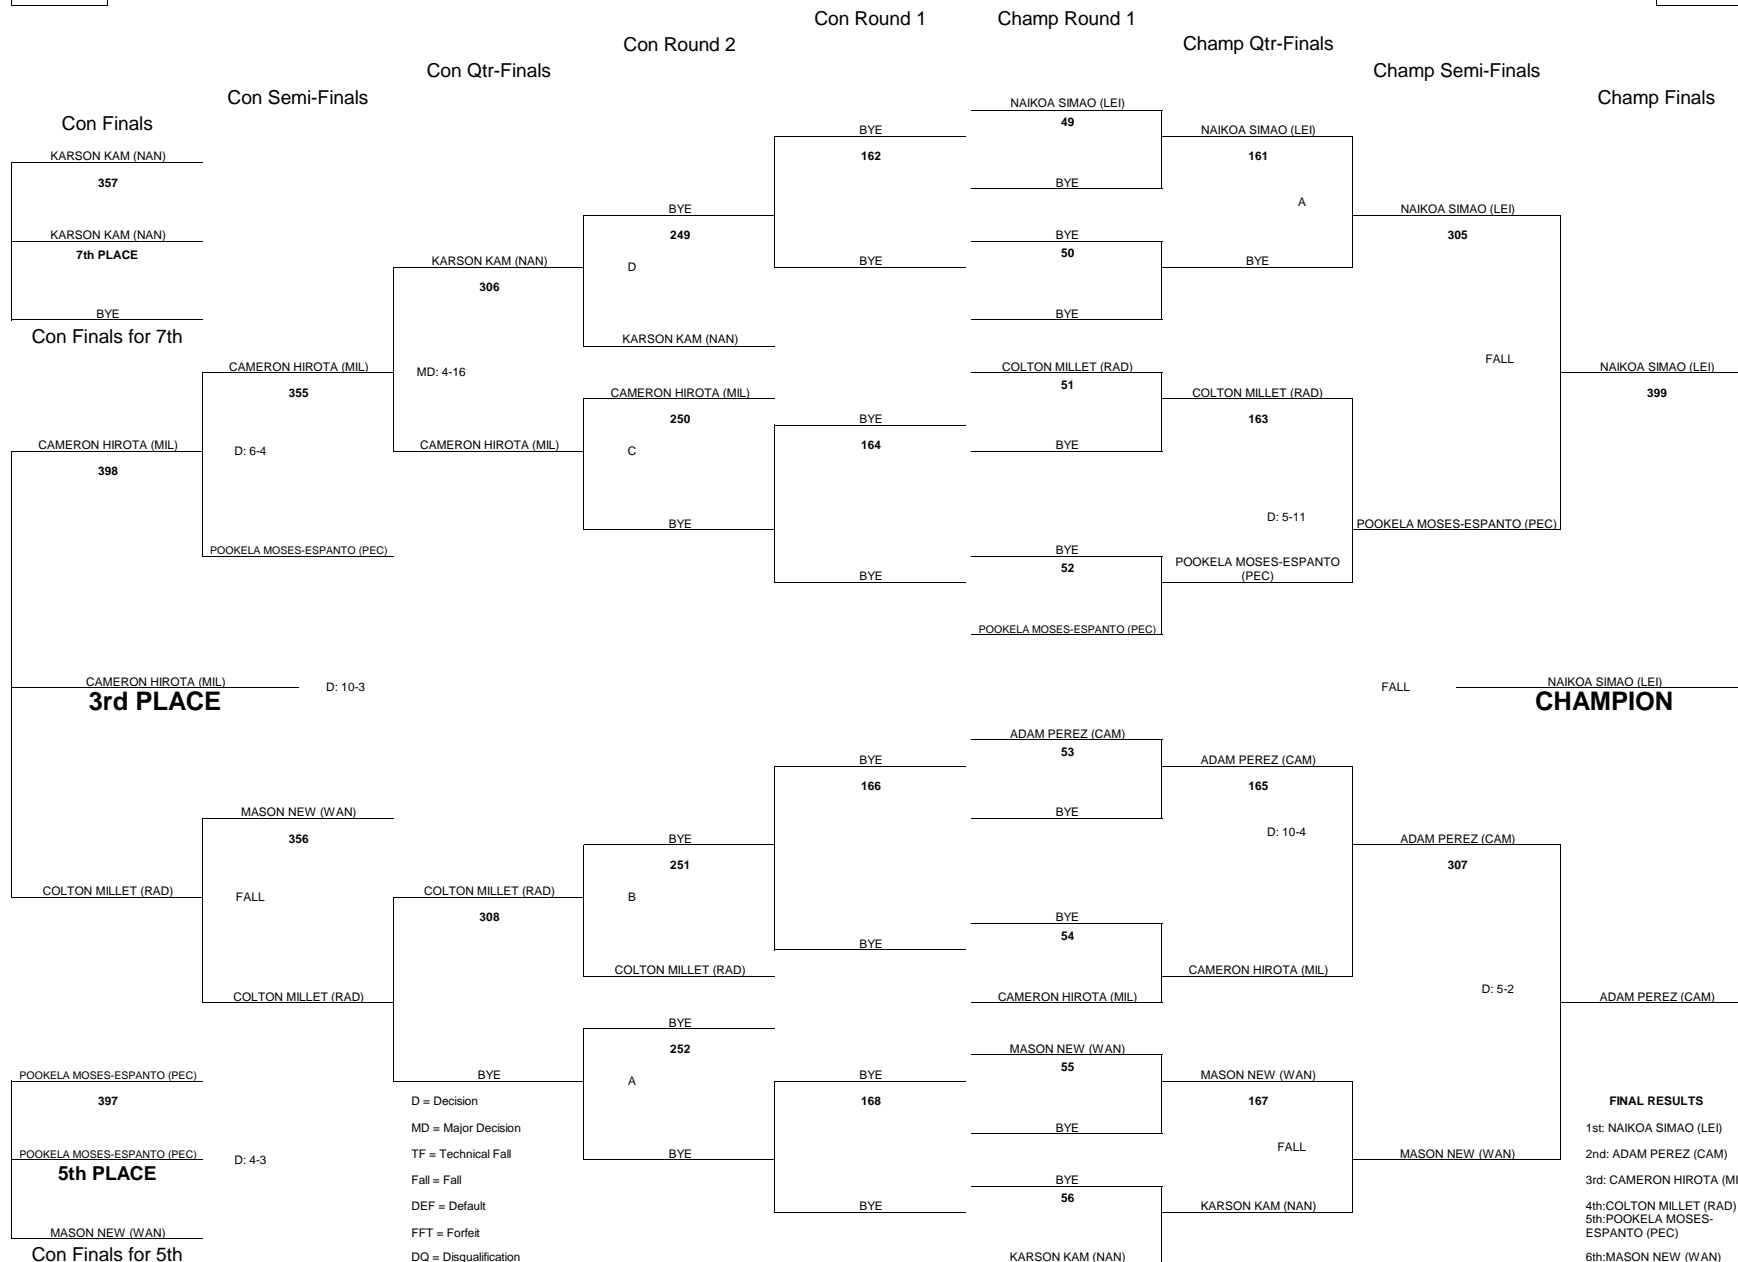 Con Round 1
Champ Round 1
Con Round 2
Champ Qtr-Finals
Con Qtr-Finals
Champ Semi-Finals
Con Semi-Finals
Champ Finals
Con Finals
KARSON KAM (NAN)
357
KARSON KAM (NAN)
7th PLACE
BYE
Con Finals for 7th
CAMERON HIROTA (MIL)
398
CAMERON HIROTA (MIL)
3rd PLACE
D: 10-3
COLTON MILLET (RAD)
POOKELA MOSES-ESPANTO (PEC)
397
POOKELA MOSES-ESPANTO (PEC)
5th PLACE
D: 4-3
MASON NEW (WAN)
Con Finals for 5th
CAMERON HIROTA (MIL)
355
D: 6-4
POOKELA MOSES-ESPANTO (PEC)
MASON NEW (WAN)
356
FALL
COLTON MILLET (RAD)
KARSON KAM (NAN)
306
MD: 4-16
CAMERON HIROTA (MIL)
COLTON MILLET (RAD)
308
BYE
D = Decision
MD = Major Decision
TF = Technical Fall
Fall = Fall
DEF = Default
FFT = Forfeit
DQ = Disqualification
BYE
249
D
KARSON KAM (NAN)
CAMERON HIROTA (MIL)
250
C
BYE
BYE
251
B
COLTON MILLET (RAD)
BYE
252
A
BYE
BYE
162
BYE
BYE
164
BYE
BYE
166
BYE
BYE
168
BYE
NAIKOA SIMAO (LEI)
49
BYE
BYE
50
BYE
COLTON MILLET (RAD)
51
BYE
BYE
52
POOKELA MOSES-ESPANTO (PEC)
ADAM PEREZ (CAM)
53
BYE
BYE
54
CAMERON HIROTA (MIL)
MASON NEW (WAN)
55
BYE
BYE
56
KARSON KAM (NAN)
NAIKOA SIMAO (LEI)
161
A
BYE
COLTON MILLET (RAD)
163
D: 5-11
POOKELA MOSES-ESPANTO
(PEC)
ADAM PEREZ (CAM)
165
D: 10-4
CAMERON HIROTA (MIL)
MASON NEW (WAN)
167
FALL
KARSON KAM (NAN)
NAIKOA SIMAO (LEI)
305
FALL
POOKELA MOSES-ESPANTO (PEC)
ADAM PEREZ (CAM)
307
D: 5-2
MASON NEW (WAN)
NAIKOA SIMAO (LEI)
399
FALL
NAIKOA SIMAO (LEI)
CHAMPION
ADAM PEREZ (CAM)
FINAL RESULTS
1st: NAIKOA SIMAO (LEI)
2nd: ADAM PEREZ (CAM)
3rd: CAMERON HIROTA (MI
4th:COLTON MILLET (RAD)
5th:POOKELA MOSES-
ESPANTO (PEC)
6th:MASON NEW (WAN)